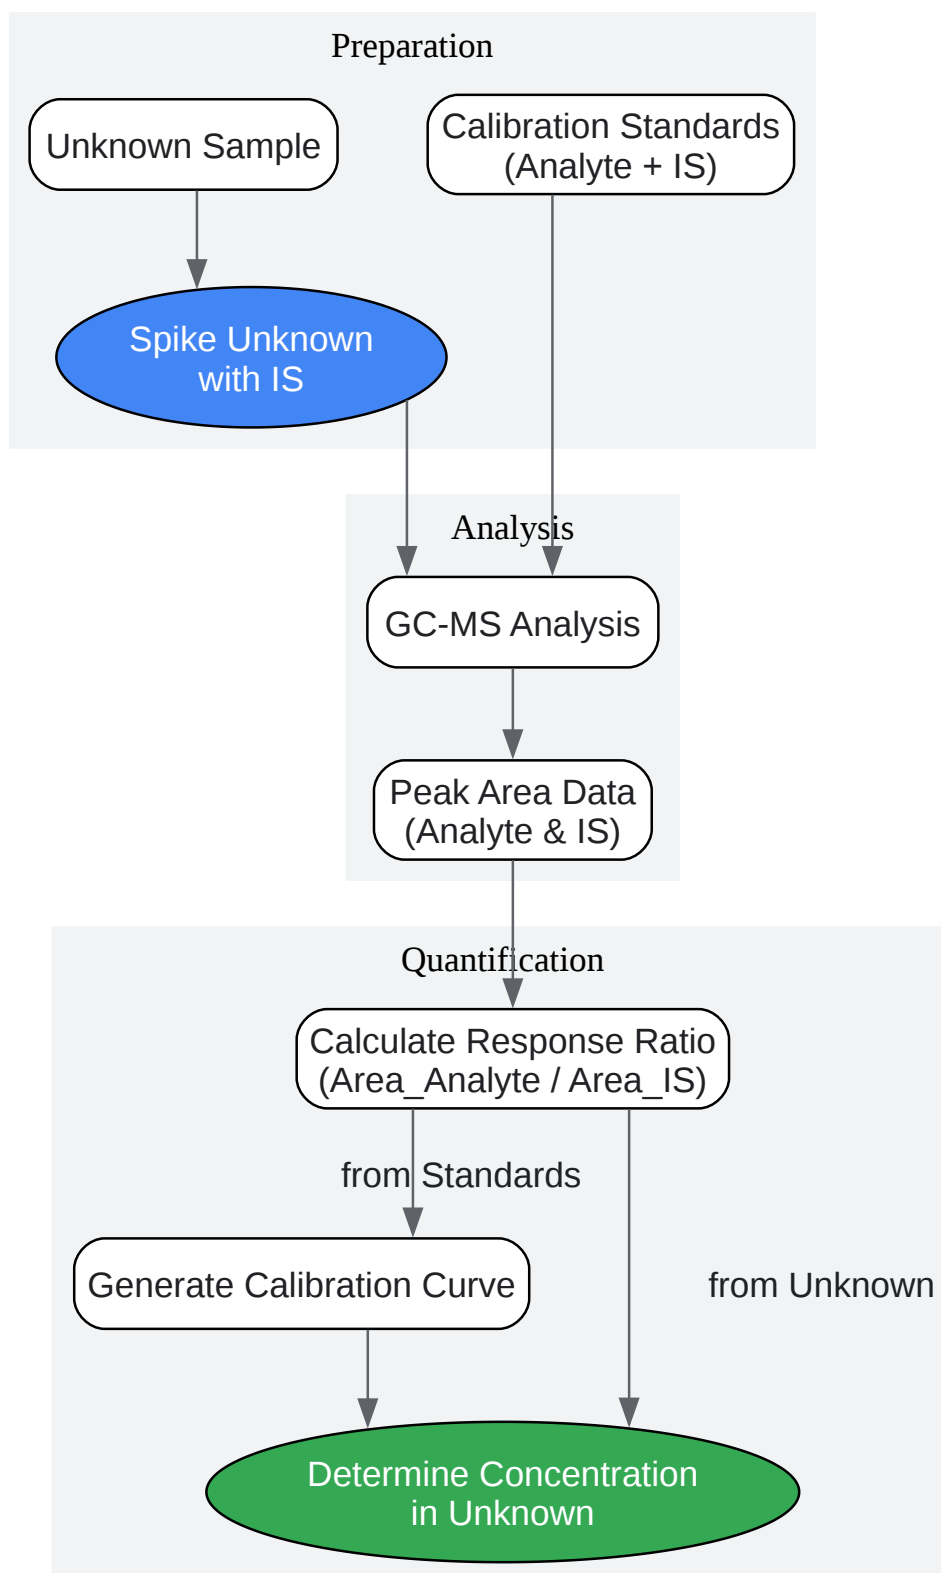 Preparation
Unknown Sample
Calibration Standards
(Analyte + IS)
Spike Unknown
with IS
Analysis
GC-MS Analysis
Peak Area Data
(Analyte & IS)
Quantification
Calculate Response Ratio
(Area_Analyte / Area_IS)
from Standards
Generate Calibration Curve
from Unknown
Determine Concentration
in Unknown